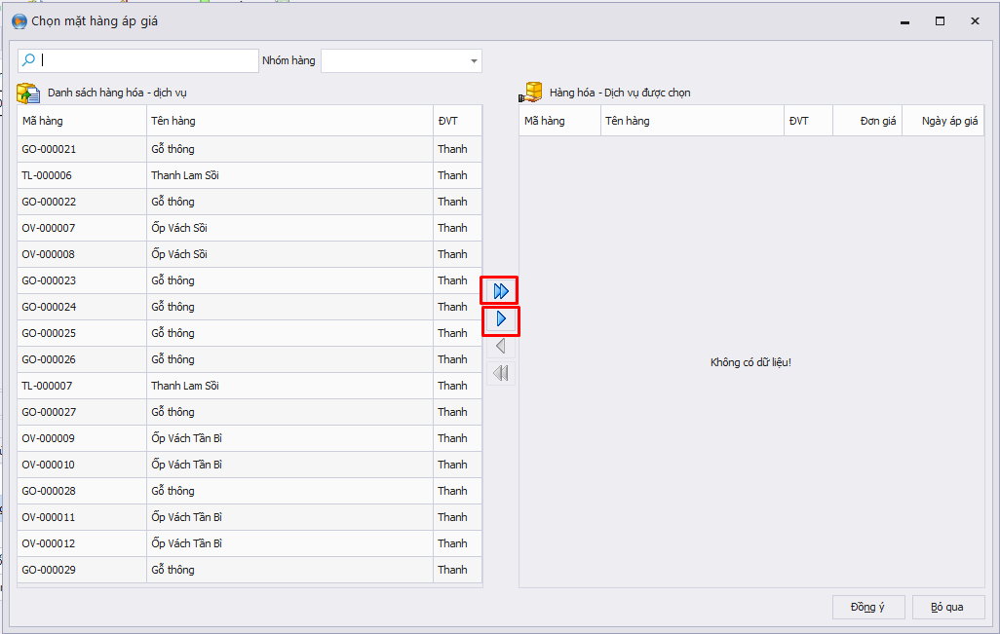 Chọn mặt hàng áp giá
Nhóm hàng
Danh sách hàng hóa - dịch vụ
Mã hàng Tên hàng ĐVT
GO-000021 Gỗ thông Thanh
TL-000006 Thanh Lam Sồi Thanh
GO-000022 Gỗ thông Thanh
OV-000007 Ốp Vách Sồi Thanh
OV-000008 Ốp Vách Sồi Thanh
GO-000023 Gỗ thông Thanh
GO-000024 Gỗ thông Thanh
GO-000025 Gỗ thông Thanh
GO-000026 Gỗ thông Thanh
TL-000007 Thanh Lam Sồi Thanh
GO-000027 Gỗ thông Thanh
OV-000009 Ốp Vách Tần Bì Thanh
OV-000010 Ốp Vách Tần Bì Thanh
GO-000028 Gỗ thông Thanh
OV-000011 Ốp Vách Tần Bì Thanh
OV-000012 Ốp Vách Tần Bì Thanh
GO-000029 Gỗ thông Thanh
Hàng hóa - Dịch vụ được chọn
Mã hàng Tên hàng ĐVT Đơn giá Ngày áp giá
Không có dữ liệu!
Đồng ý Bỏ qua